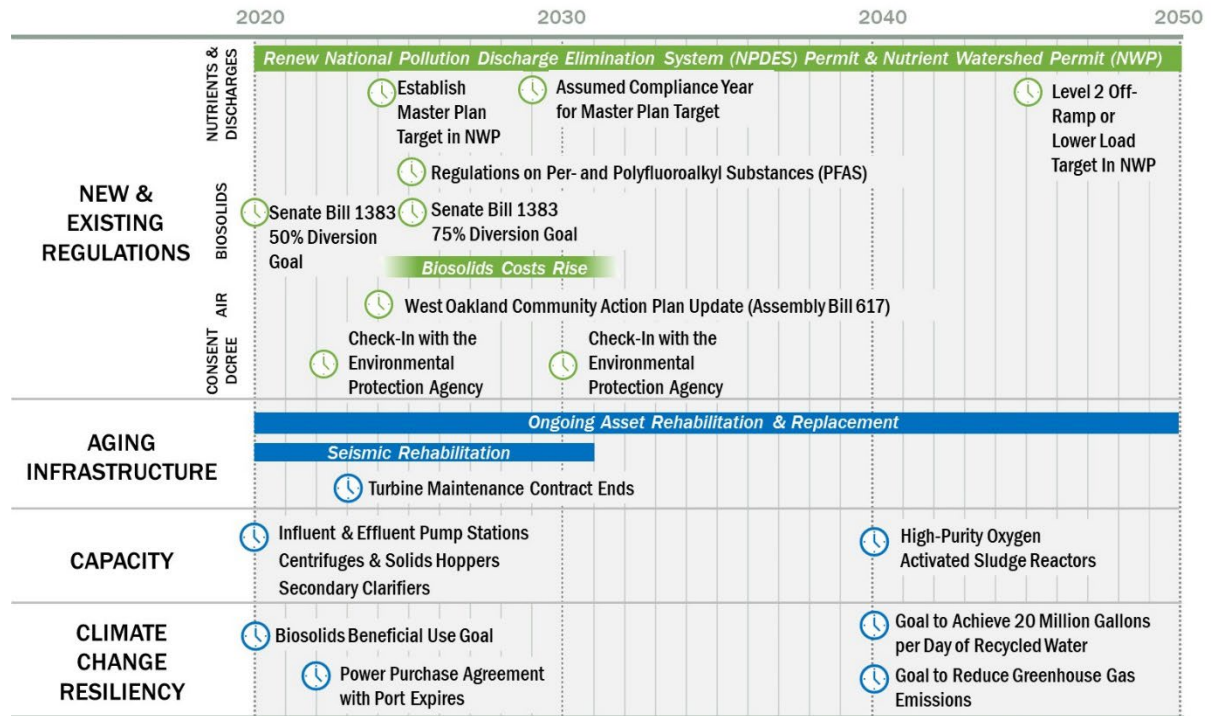 2020 2030 2040 2050
NEW &
EXISTING
REGULATIONS
NUTRIENTS &
DISCHARGES
Renew National Pollution Discharge Elimination System (NPDES) Permit & Nutrient Watershed Permit (NWP)
Establish
Master Plan
Target in NWP
Assumed Compliance Year
for Master Plan Target
Level 2 Off-
Ramp or
Lower Load
Target In NWP
BIOSOLIDS
Regulations on Per- and Polyfluoroalkyl Substances (PFAS)
Senate Bill 1383
50% Diversion
Goal
Senate Bill 1383
75% Diversion Goal
Biosolids Costs Rise
AIR
West Oakland Community Action Plan Update (Assembly Bill 617)
CONSENT
DCREE
Check-In with the
Environmental
Protection Agency
Check-In with the
Environmental
Protection Agency
AGING
INFRASTRUCTURE
Ongoing Asset Rehabilitation & Replacement
Seismic Rehabilitation
Turbine Maintenance Contract Ends
CAPACITY
Influent & Effluent Pump Stations
Centrifuges & Solids Hoppers
Secondary Clarifiers
High-Purity Oxygen
Activated Sludge Reactors
CLIMATE
CHANGE
RESILIENCY
Biosolids Beneficial Use Goal
Power Purchase Agreement
with Port Expires
Goal to Achieve 20 Million Gallons
per Day of Recycled Water
Goal to Reduce Greenhouse Gas
Emissions